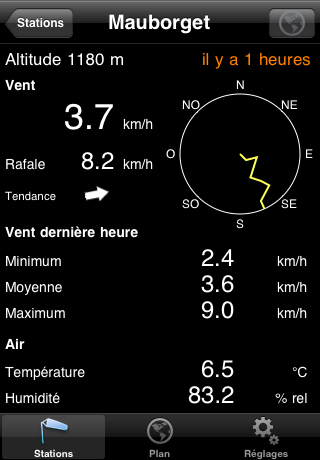 Stations Mauborget
Altitude 1180 m il y a 1 heures
Vent
3.7 km/h
Rafale 8.2 km/h
Tendance
N
NO NE
O E
SO SE
S
Vent dernière heure
Minimum 2.4 km/h
Moyenne 3.6 km/h
Maximum 9.0 km/h
Air
Température 6.5 °C
Humidité 83.2 % rel
Stations Plan Réglages